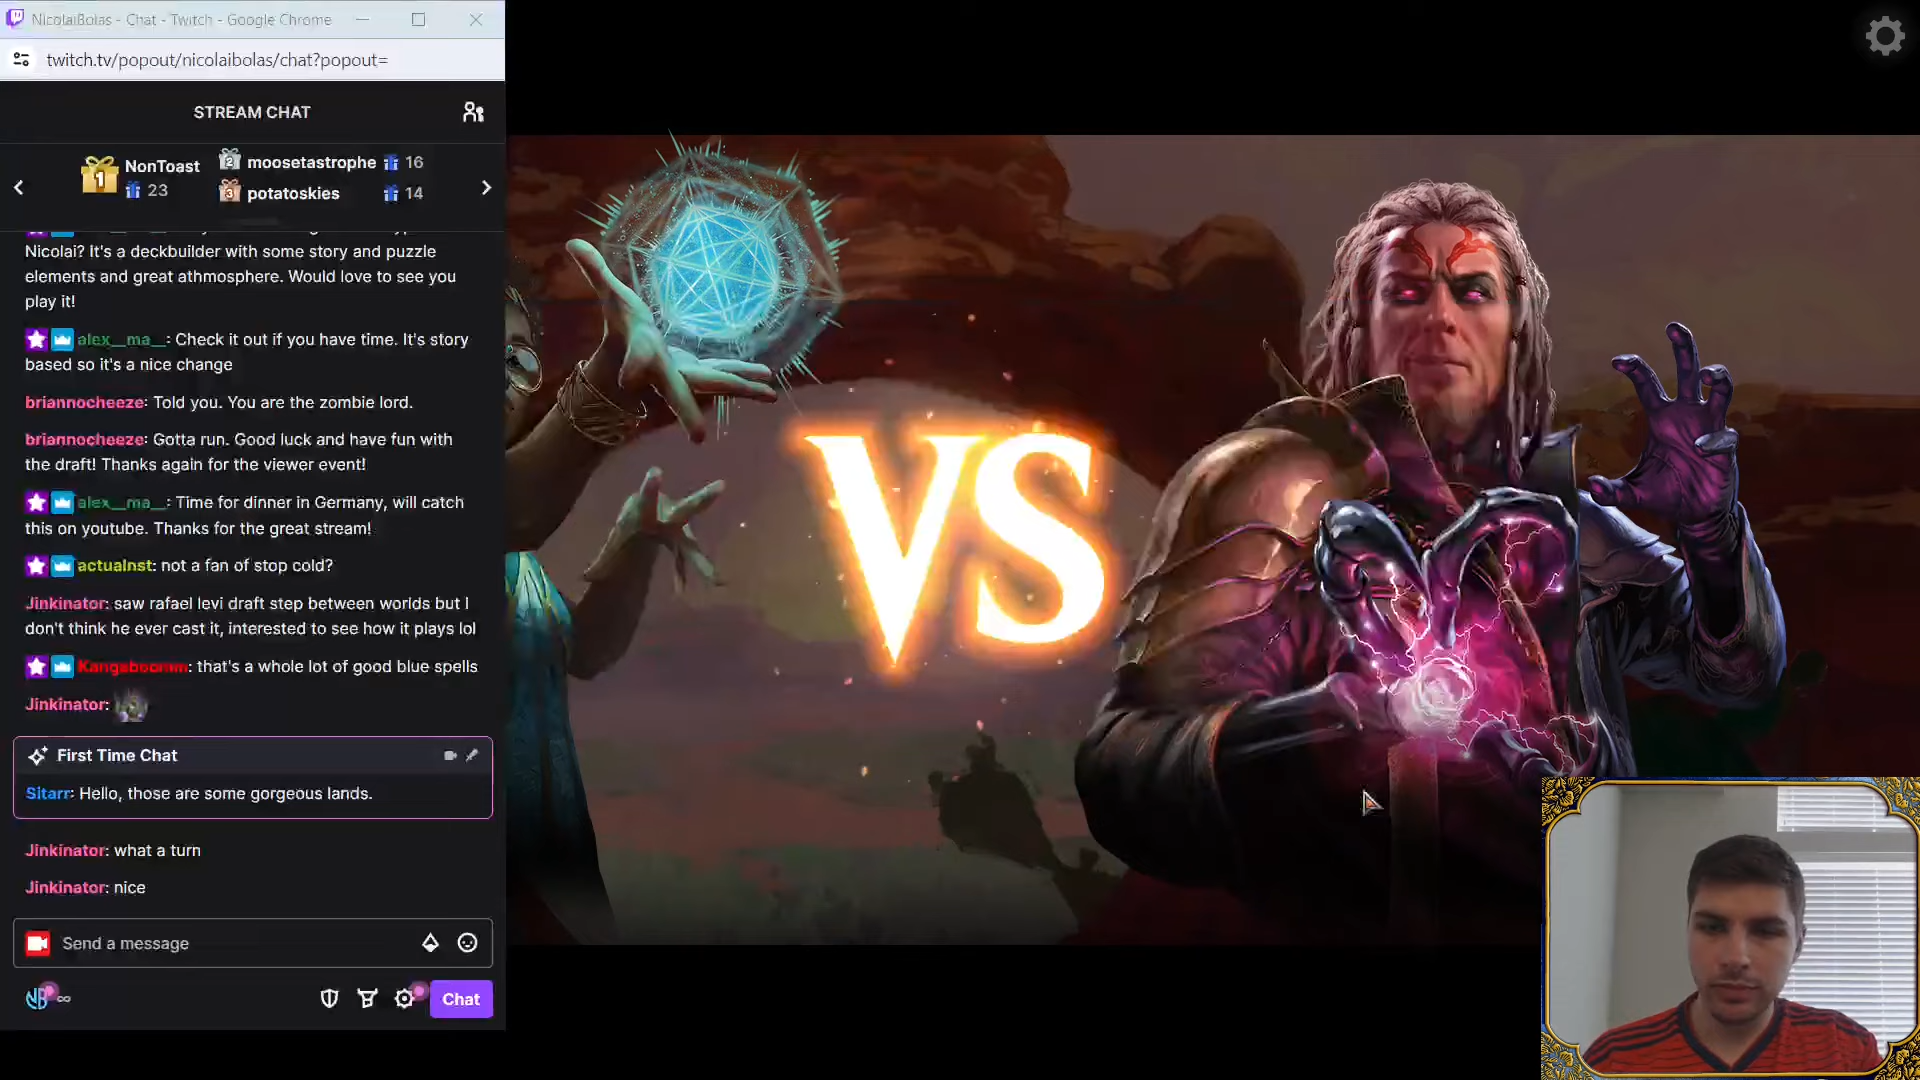 NicolaiBolas - Chat - Twitch - Google Chrome
twitch.tv/popout/nicolaibolas/chat?popout=
STREAM CHAT
1 NonToast 23
2 moosetastrophe 16
3 potatoskies 14
Nicolai? It's a deckbuilder with some story and puzzle
elements and great athmosphere. Would love to see you
play it!
alex__ma__: Check it out if you have time. It's story
based so it's a nice change
briannocheeze: Told you. You are the zombie lord.
briannocheeze: Gotta run. Good luck and have fun with
the draft! Thanks again for the viewer event!
alex__ma__: Time for dinner in Germany, will catch
this on youtube. Thanks for the great stream!
actualnst: not a fan of stop cold?
Jinkinator: saw rafael levi draft step between worlds but I
don't think he ever cast it, interested to see how it plays lol
Kangaboomm: that's a whole lot of good blue spells
Jinkinator:
First Time Chat
Sitarr: Hello, those are some gorgeous lands.
Jinkinator: what a turn
Jinkinator: nice
Send a message
∞
Chat
VS